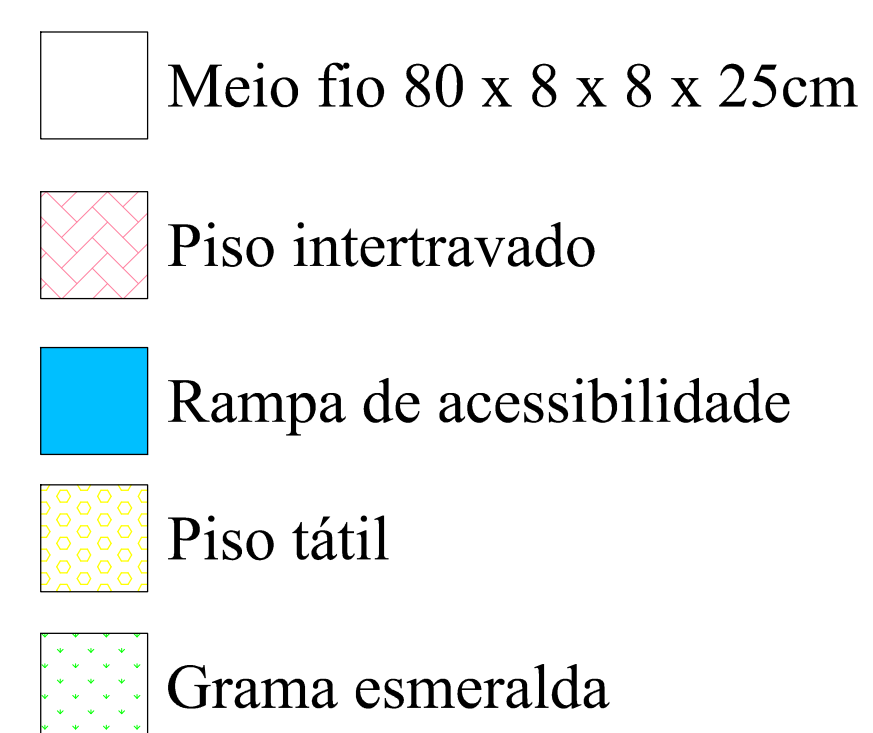 Meio fio 80 x 8 x 8 x 25cm
Piso intertravado
Rampa de acessibilidade
Piso tátil
Grama esmeralda